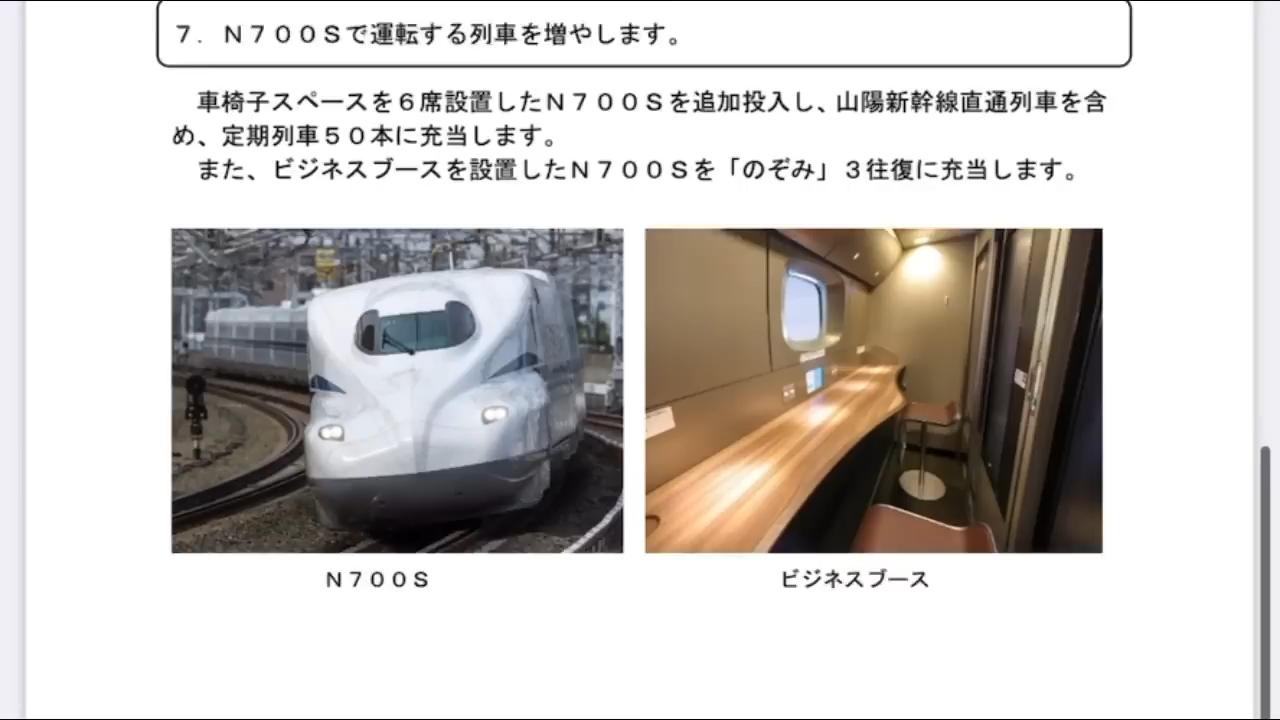 ７．Ｎ７００Ｓで運転する列車を増やします。
車椅子スペースを６席設置したＮ７００Ｓを追加投入し、山陽新幹線直通列車を含
め、定期列車５０本に充当します。
また、ビジネスブースを設置したＮ７００Ｓを「のぞみ」３往復に充当します。
Ｎ７００Ｓ
ビジネスブース